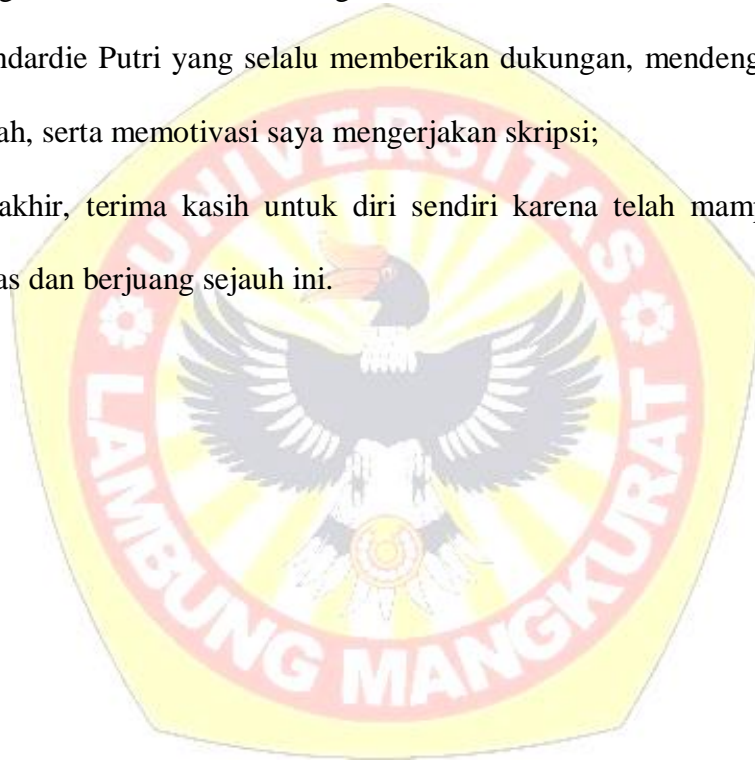 ndardie Putri yang selalu memberikan dukungan, mendeng
ah, serta memotivasi saya mengerjakan skripsi;
akhir, terima kasih untuk diri sendiri karena telah mamp
as dan berjuang sejauh ini.
UNIVERSITAS
LAMBUNG MANGKURAT